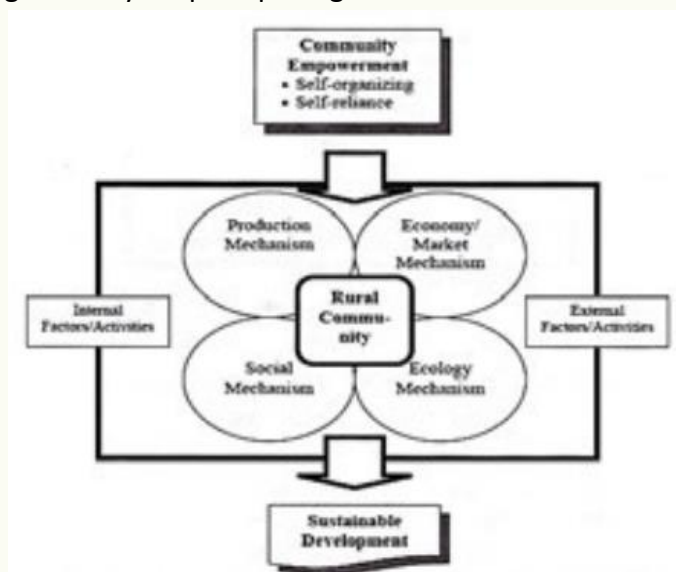 Community
Empowerment
• Self-organizing
• Self-reliance
Production
Mechanism
Economy/
Market
Mechanism
Internal
Factors/Activities
Rural
Commu-
nity
External
Factors/Activities
Social
Mechanism
Ecology
Mechanism
Sustainable
Development